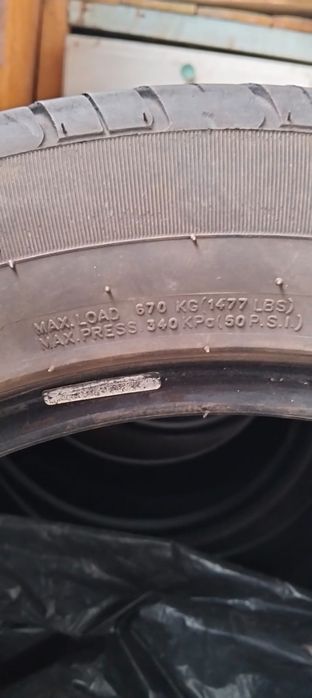 MAX. LOAD 670 KG (1477 LBS)
MAX. PRESS. 340 KPa (50 P.S.I.)